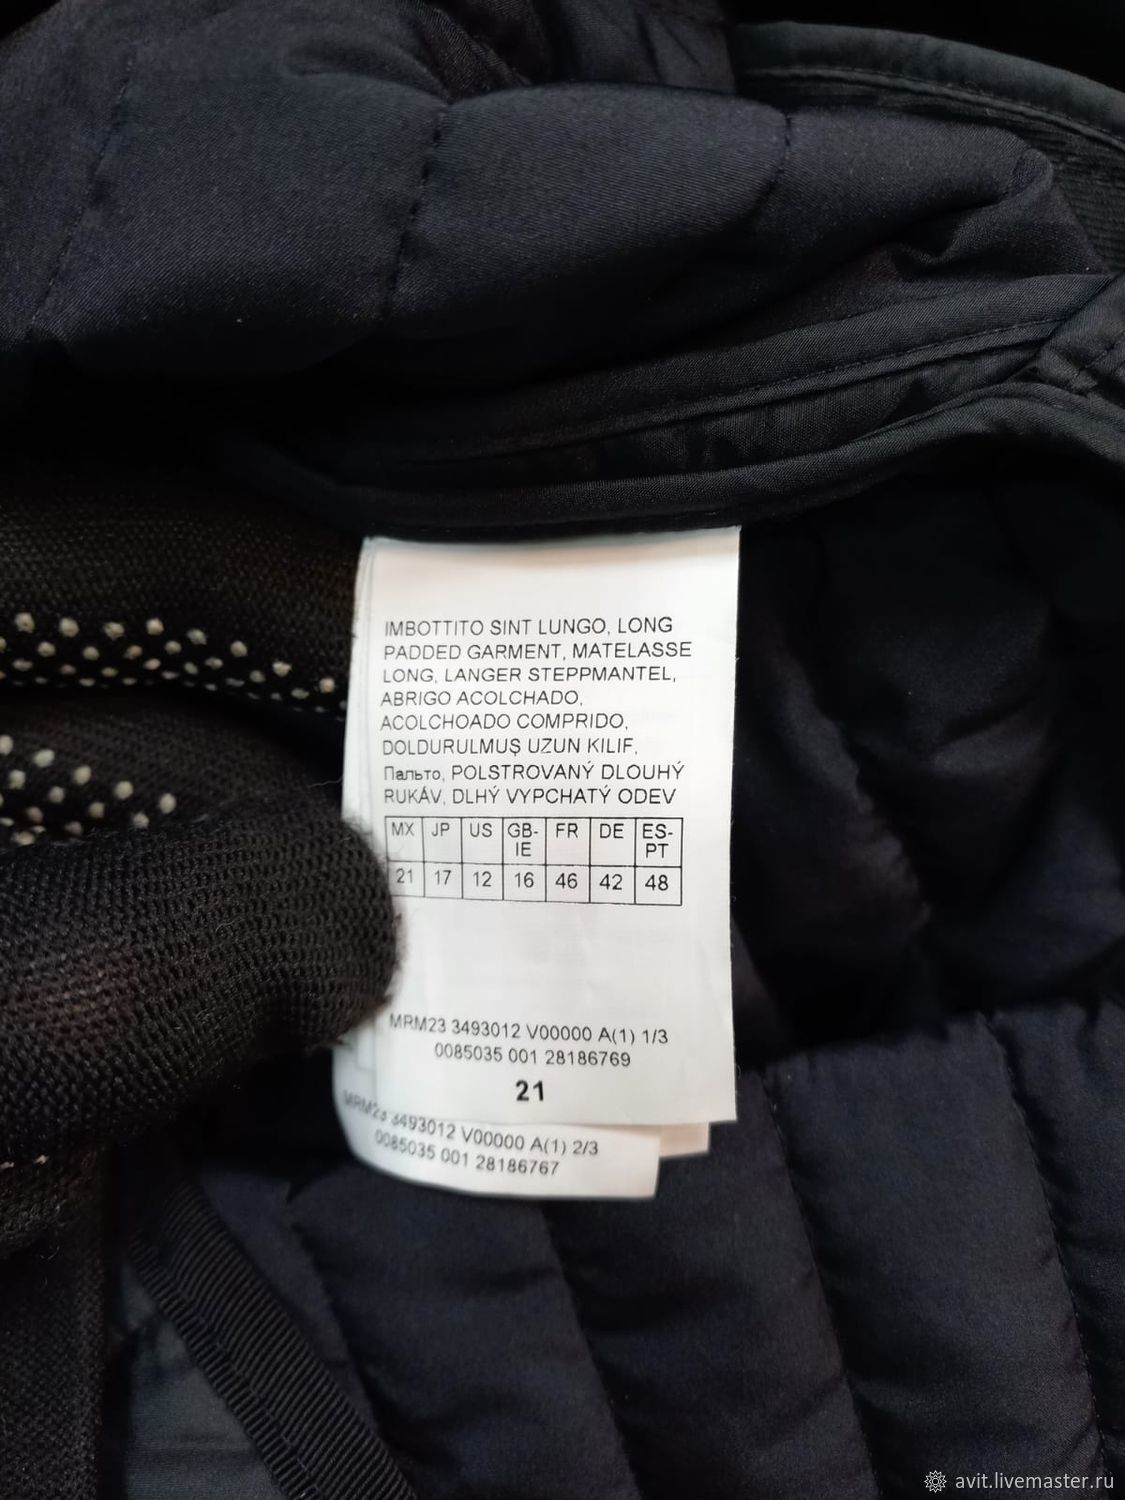 IMBOTTITO SINT LUNGO, LONG
PADDED GARMENT, MATELASSE
LONG, LANGER STEPPMANTEL,
ABRIGO ACOLCHADO,
ACOLCHOADO COMPRIDO,
DOLDURULMUŞ UZUN KILIF,
Пальто, POLSTROVANÝ DLOUHÝ
RUKÁV, DLHÝ VYPCHATÝ ODEV
MX JP US GB-IE FR DE ES-PT
21 17 12 16 46 42 48
MRM23 3493012 V00000 A(1) 1/3
0085035 001 28186769
21
MRM23 3493012 V00000 A(1) 2/3
0085035 001 28186767
avit.livemaster.ru